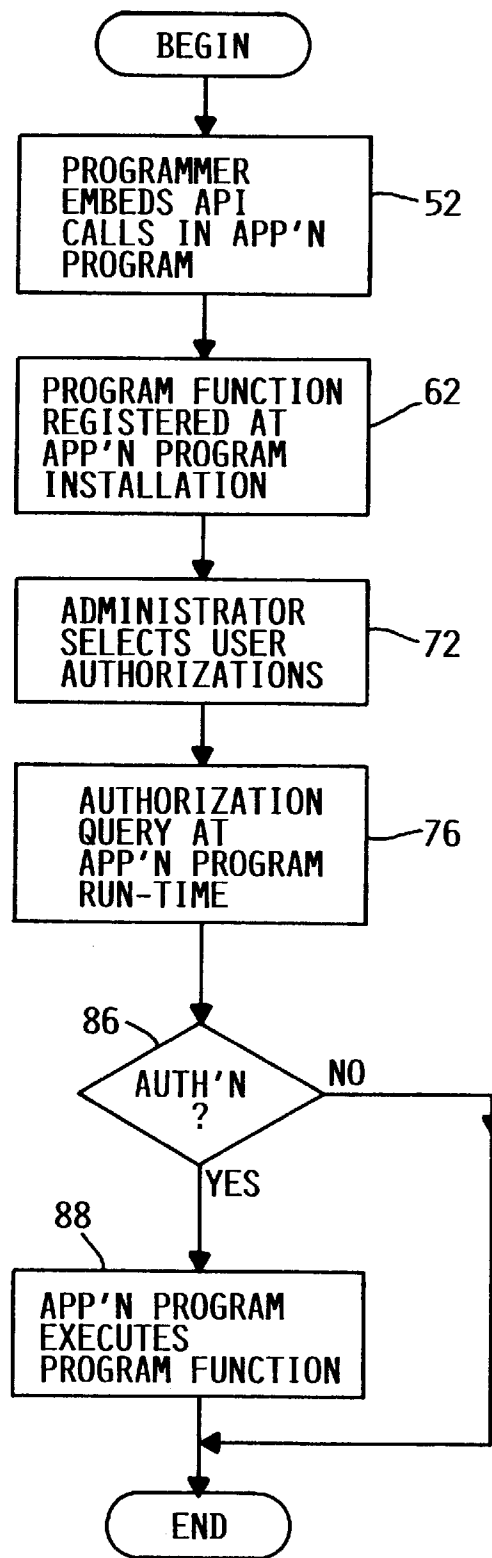 BEGIN
PROGRAMMER
EMBEDS API
CALLS IN APP'N
PROGRAM
52
PROGRAM FUNCTION
REGISTERED AT
APP'N PROGRAM
INSTALLATION
62
ADMINISTRATOR
SELECTS USER
AUTHORIZATIONS
72
AUTHORIZATION
QUERY AT
APP'N PROGRAM
RUN-TIME
76
86
AUTH'N
?
NO
YES
88
APP'N PROGRAM
EXECUTES
PROGRAM FUNCTION
END